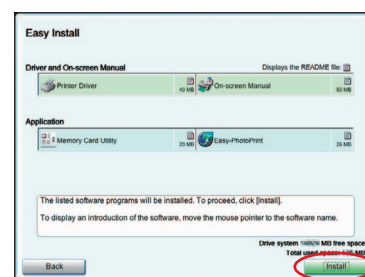 Easy Install
Driver and On-screen Manual
Displays the README file:
Printer Driver
40 MB
On-screen Manual
50 MB
Application
Memory Card Utility
20 MB
Easy-PhotoPrint
The listed software programs will be installed. To proceed, click [Install].
To display an introduction of the software, move the mouse pointer to the software name.
Drive system MB free space
Total used space: MB
Back
Install